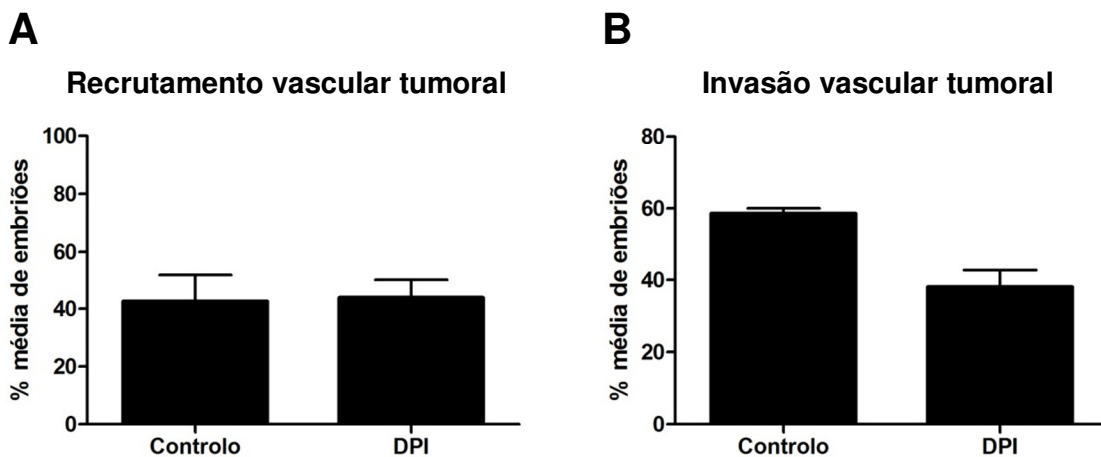 A
Recrutamento vascular tumoral
% média de embriões
100
80
60
40
20
0
Controlo
DPI
B
Invasão vascular tumoral
% média de embriões
80
60
40
20
0
Controlo
DPI